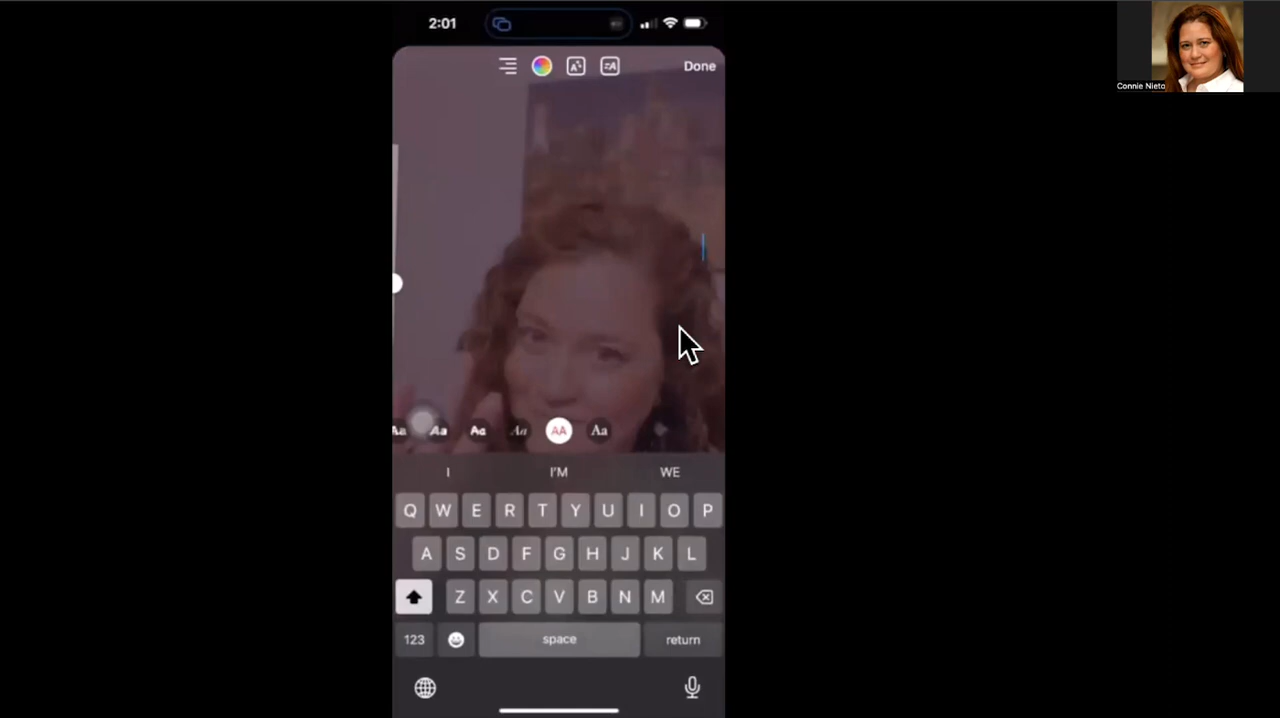 2:01
Done
Connie Nieto
Aa Aa Aa Aa AA Aa
I I'M WE
Q W E R T Y U I O P
A S D F G H J K L
Z X C V B N M
123 space return